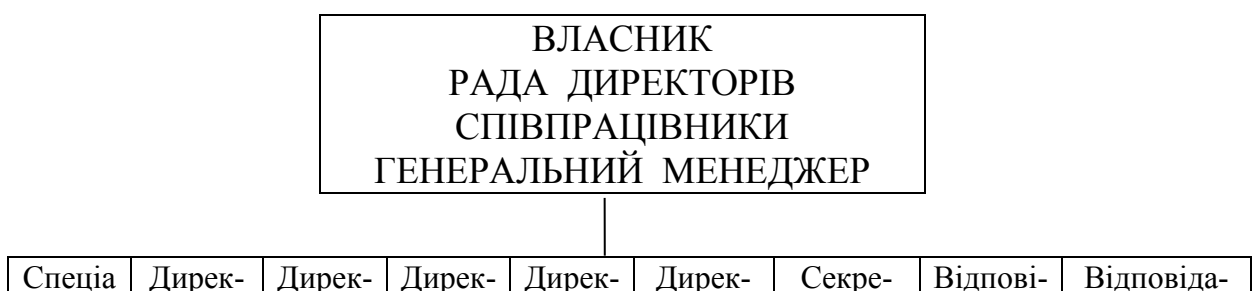 ВЛАСНИК
РАДА ДИРЕКТОРІВ
СПІВПРАЦІВНИКИ
ГЕНЕРАЛЬНИЙ МЕНЕДЖЕР
Спеціа Дирек- Дирек- Дирек- Дирек- Дирек- Секре- Відпові- Відповіда-